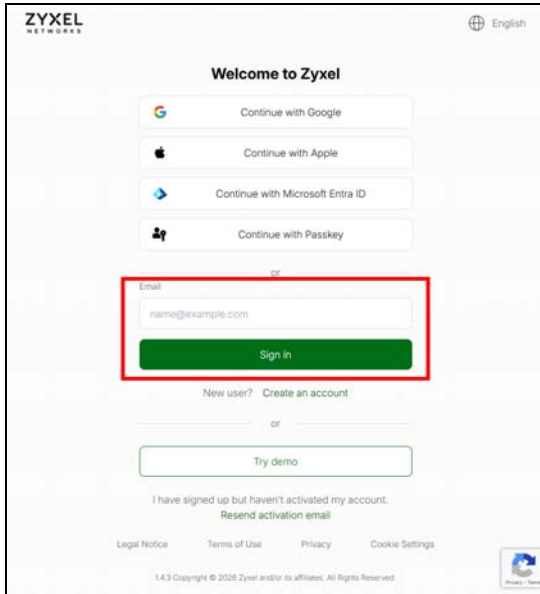 ZYXEL
NETWORKS
English
Welcome to Zyxel
Continue with Google
Continue with Apple
Continue with Microsoft Entra ID
Continue with Passkey
or
Email
name@example.com
Sign in
New user? Create an account
or
Try demo
I have signed up but haven't activated my account.
Resend activation email
Legal Notice Terms of Use Privacy Cookie Settings
1.4.3 Copyright © 2026 Zyxel and/or its affiliates. All Rights Reserved.
Privacy - Terms